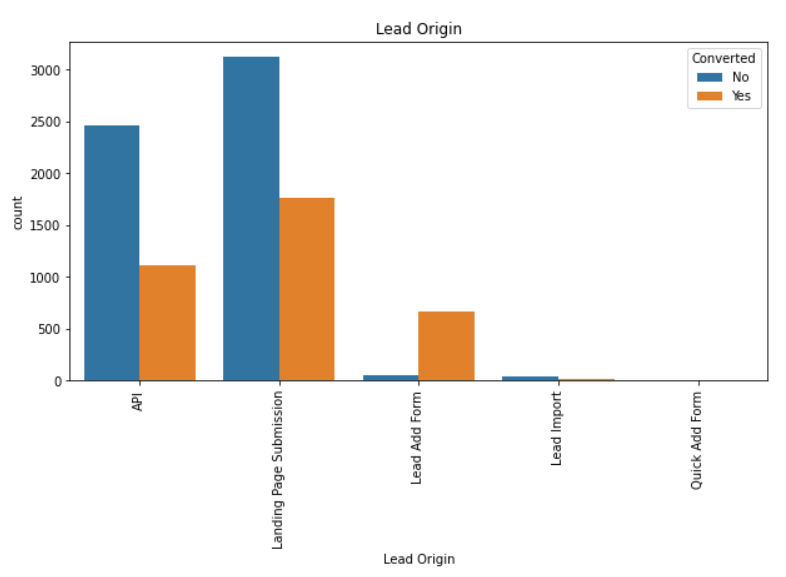 Lead Origin
Converted
No
Yes
3000
2500
2000
1500
1000
500
0
count
API
Landing Page Submission
Lead Add Form
Lead Import
Quick Add Form
Lead Origin